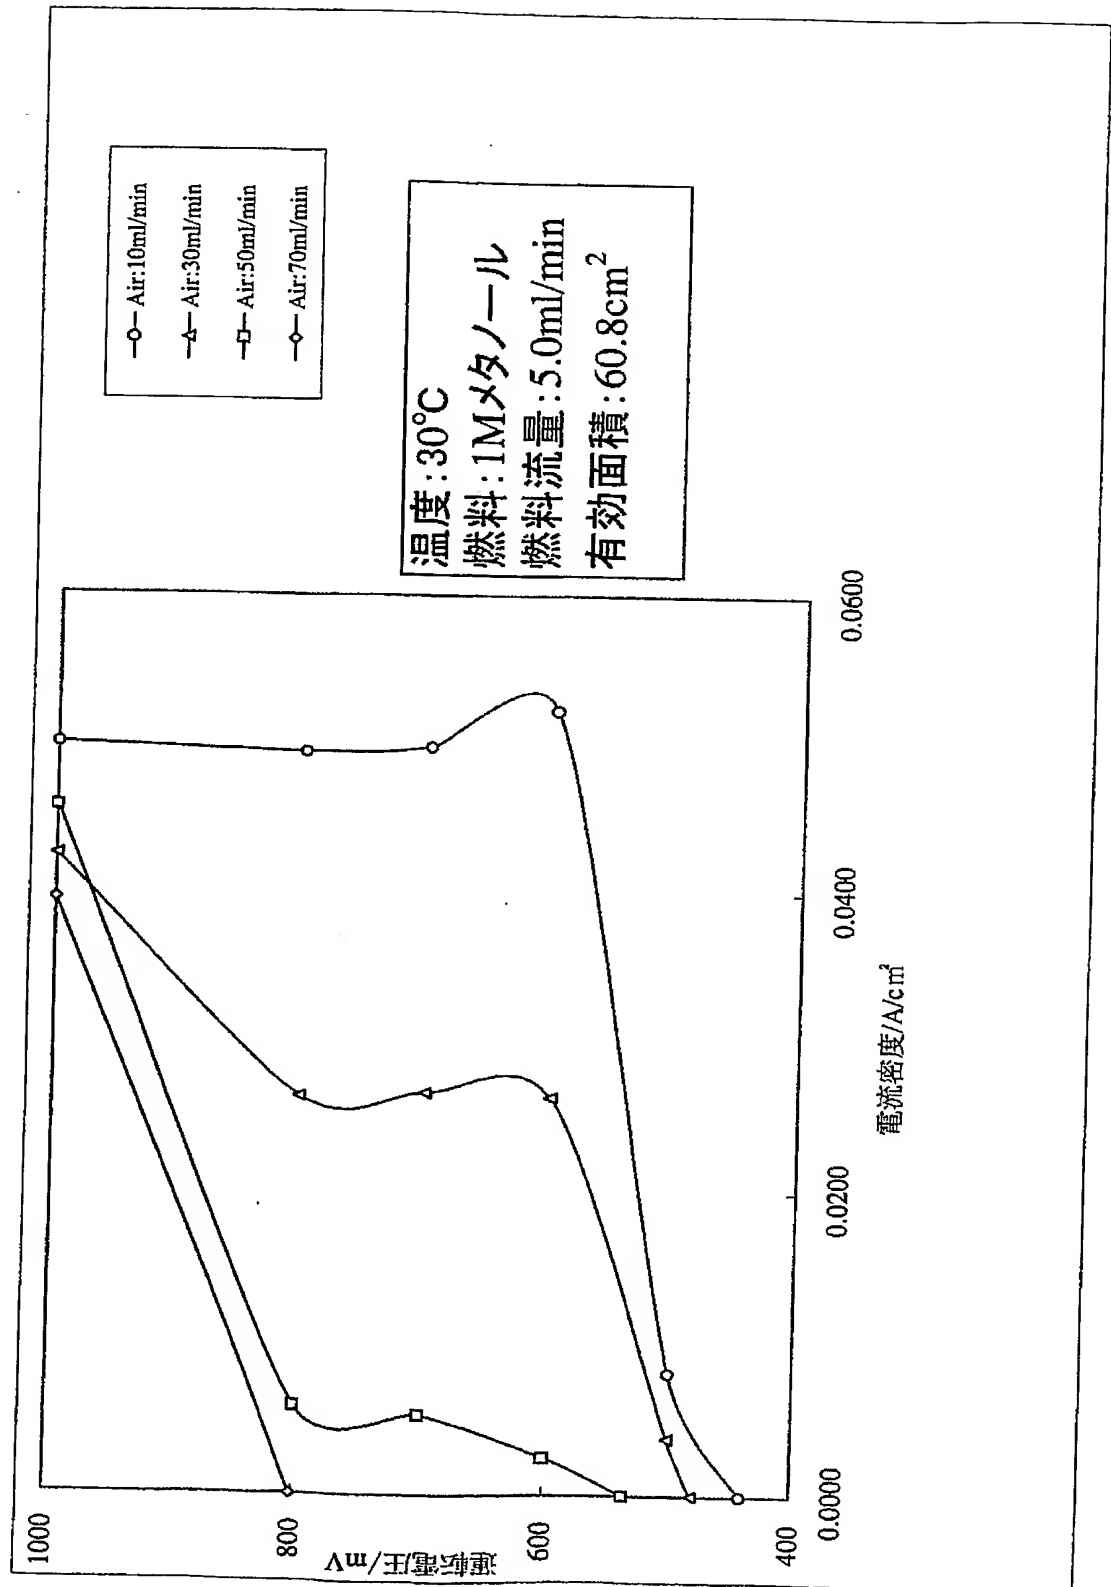 Air:10ml/min
Air:30ml/min
Air:50ml/min
Air:70ml/min
温度:30℃
燃料:1Mメタノール
燃料流量:5.0ml/min
有効面積:60.8cm²
1000
800
600
400
運転電圧/mV
0.0000
0.0200
0.0400
0.0600
電流密度/A/cm²